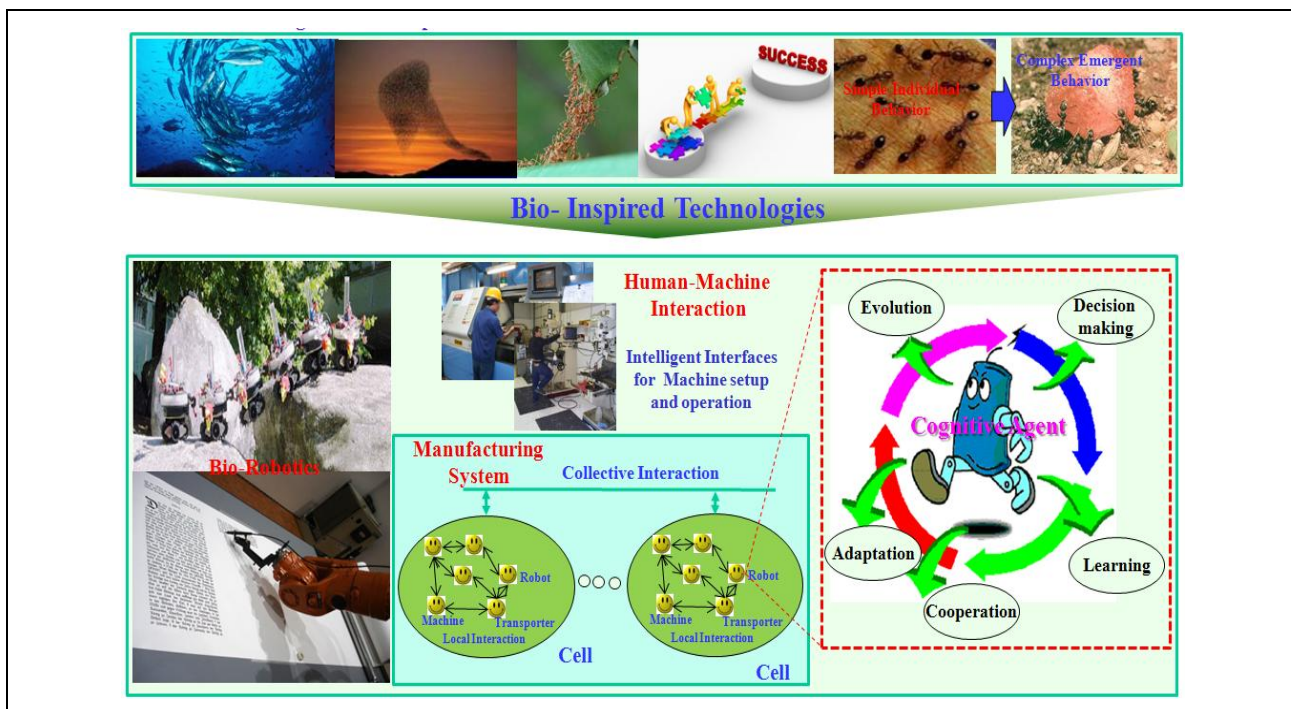 SUCCESS
Simple Individual
Behavior
Complex Emergent
Behavior
Bio- Inspired Technologies
Bio-Robotics
Human-Machine
Interaction
Intelligent Interfaces
for Machine setup
and operation
Manufacturing
System
Collective Interaction
Robot
Machine
Transporter
Local Interaction
Cell
Robot
Machine
Transporter
Local Interaction
Cell
Evolution
Decision
making
Cognitive Agent
Adaptation
Learning
Cooperation